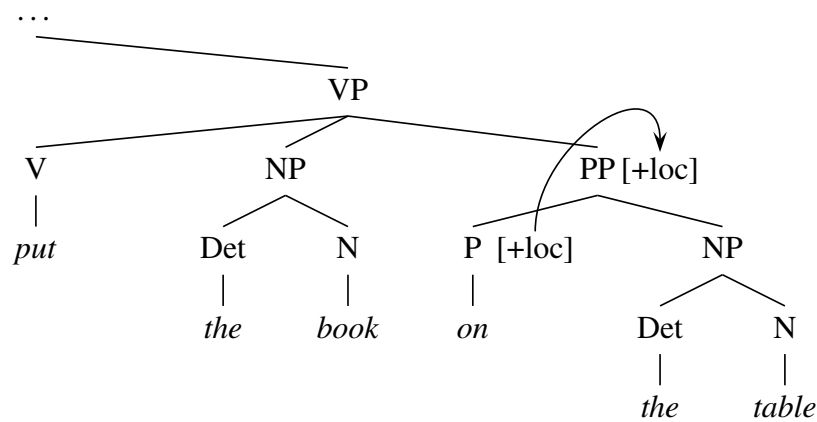 ...
VP
V NP PP [+loc]
put Det N P [+loc] NP
the book on Det N
the table